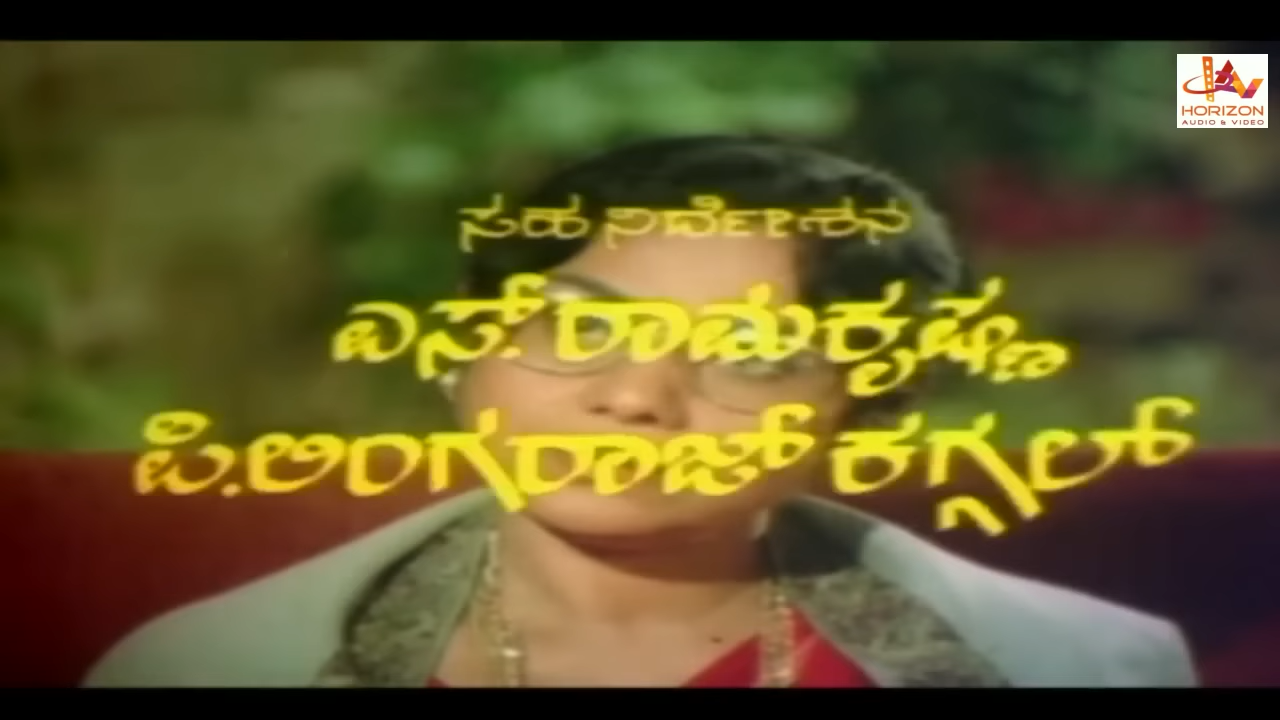 HORIZON
AUDIO & VIDEO
ಸಹ ನಿರ್ದೇಶನ
ಎಸ್. ರಾಮಕೃಷ್ಣ
ಪಿ.ಲಿಂಗರಾಜ್ ಕಗ್ಗಲ್